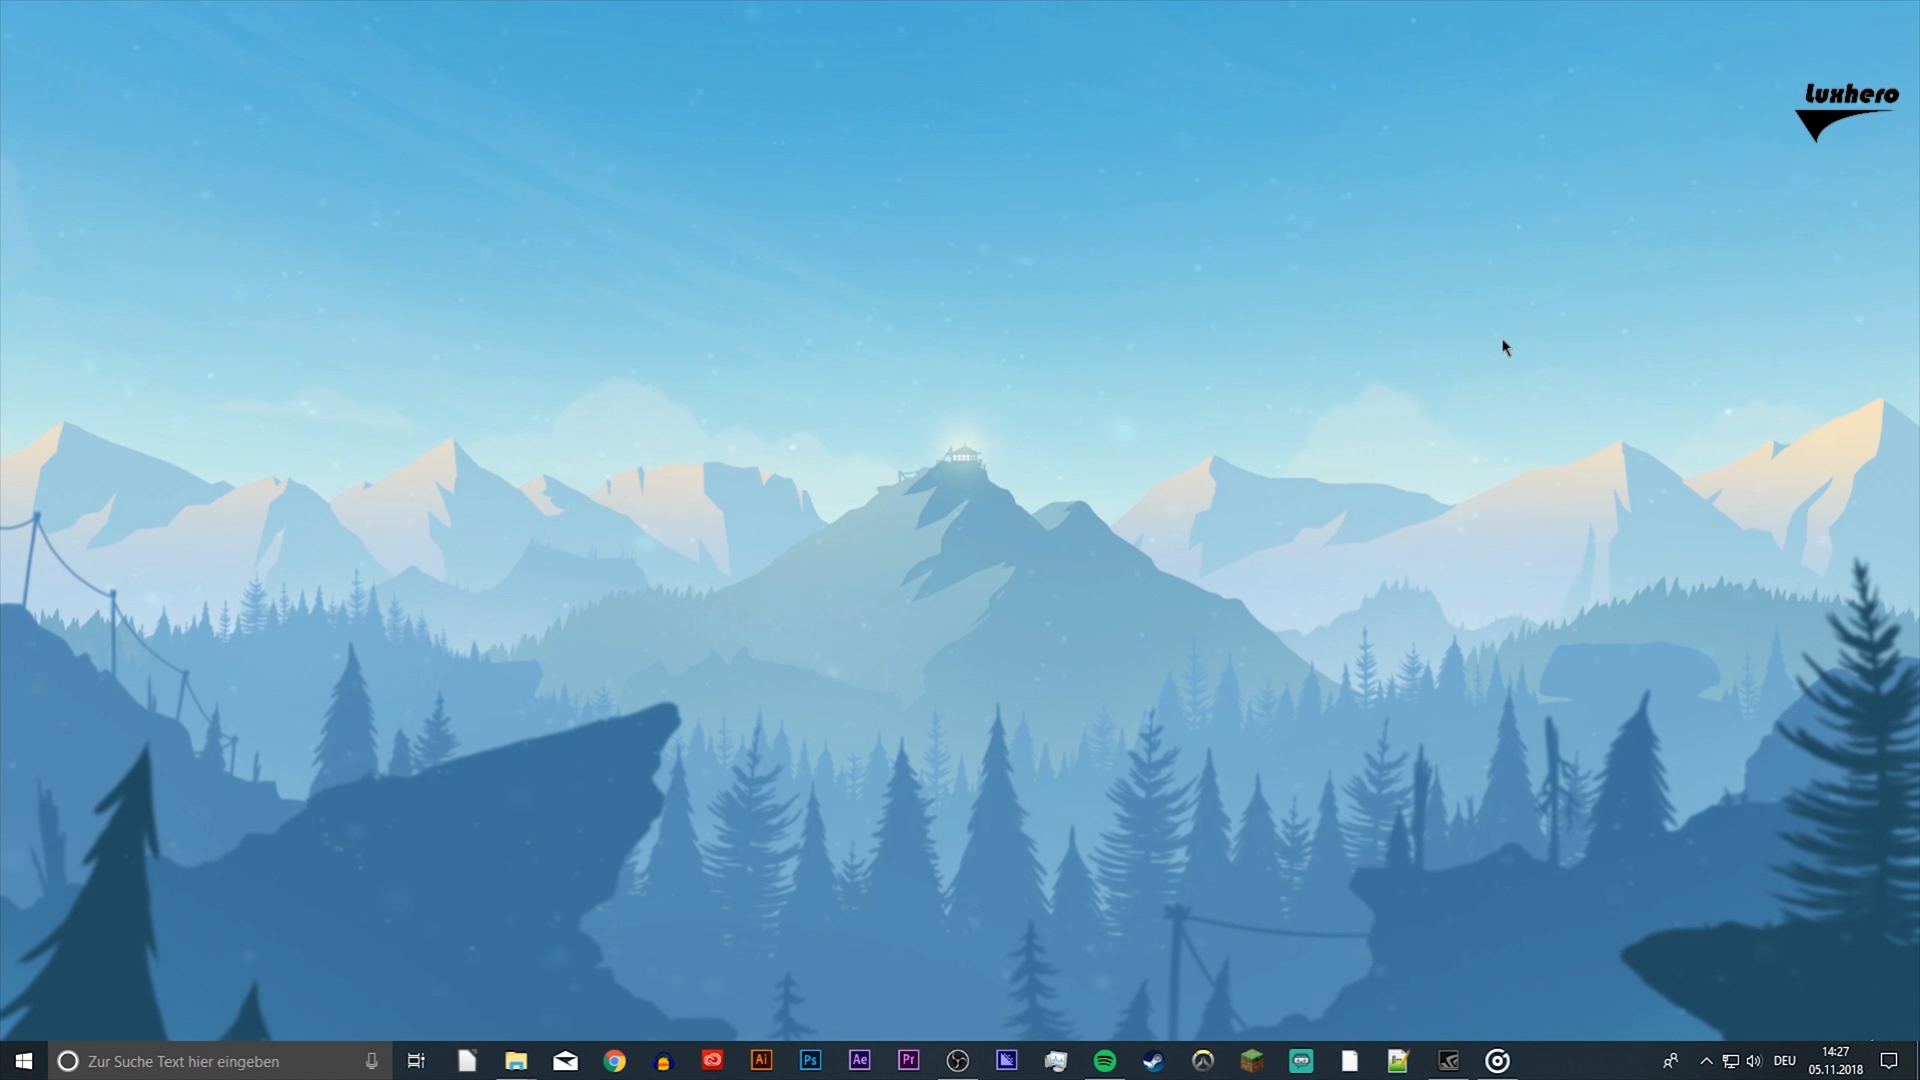 Luxhero
Zur Suche Text hier eingeben
Ai
Ps
Ae
Pr
DEU
14:27
05.11.2018